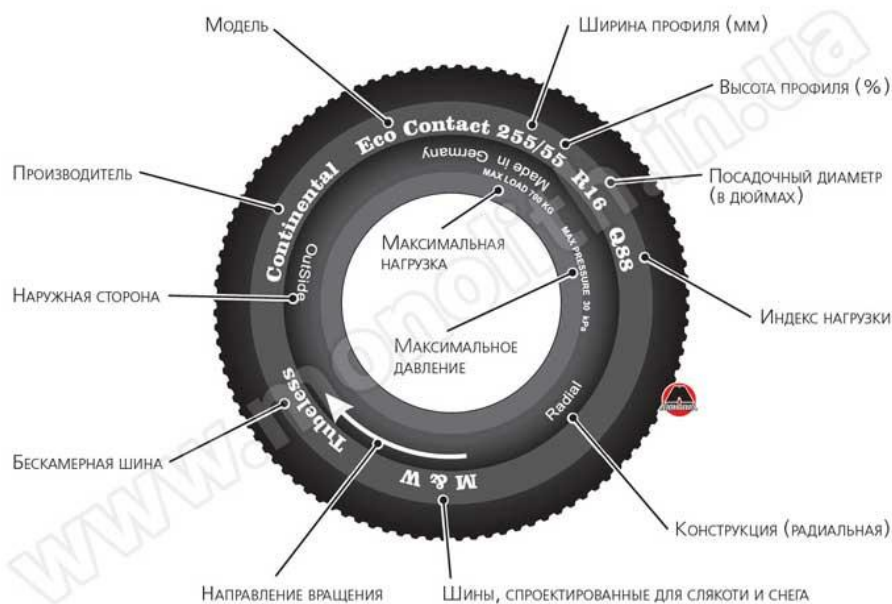 Модель
Ширина профиля (мм)
Высота профиля (%)
Производитель
Посадочный диаметр
(в дюймах)
Continental Eco Contact 255/55 R16 Q88
Made in Germany
MAX LOAD 700 KG
Максимальная
нагрузка
MAX PRESSURE 30 kPa
OutSide
Наружная сторона
Индекс нагрузки
Максимальное
давление
Radial
Tubeless
Бескамерная шина
M & W
Конструкция (радиальная)
Направление вращения
Шины, спроектированные для слякоти и снега
www.monolith.in.ua